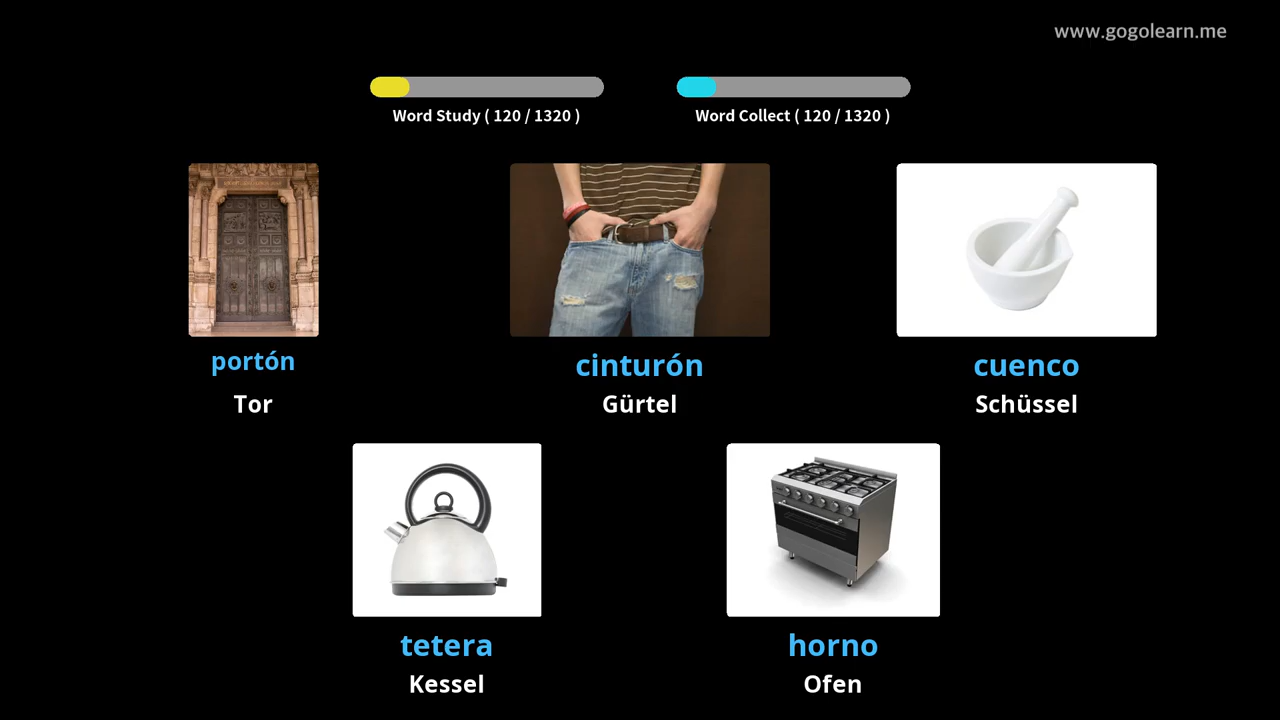 www.gogolearn.me
Word Study ( 120 / 1320 )
Word Collect ( 120 / 1320 )
portón
Tor
cinturón
Gürtel
cuenco
Schüssel
tetera
Kessel
horno
Ofen